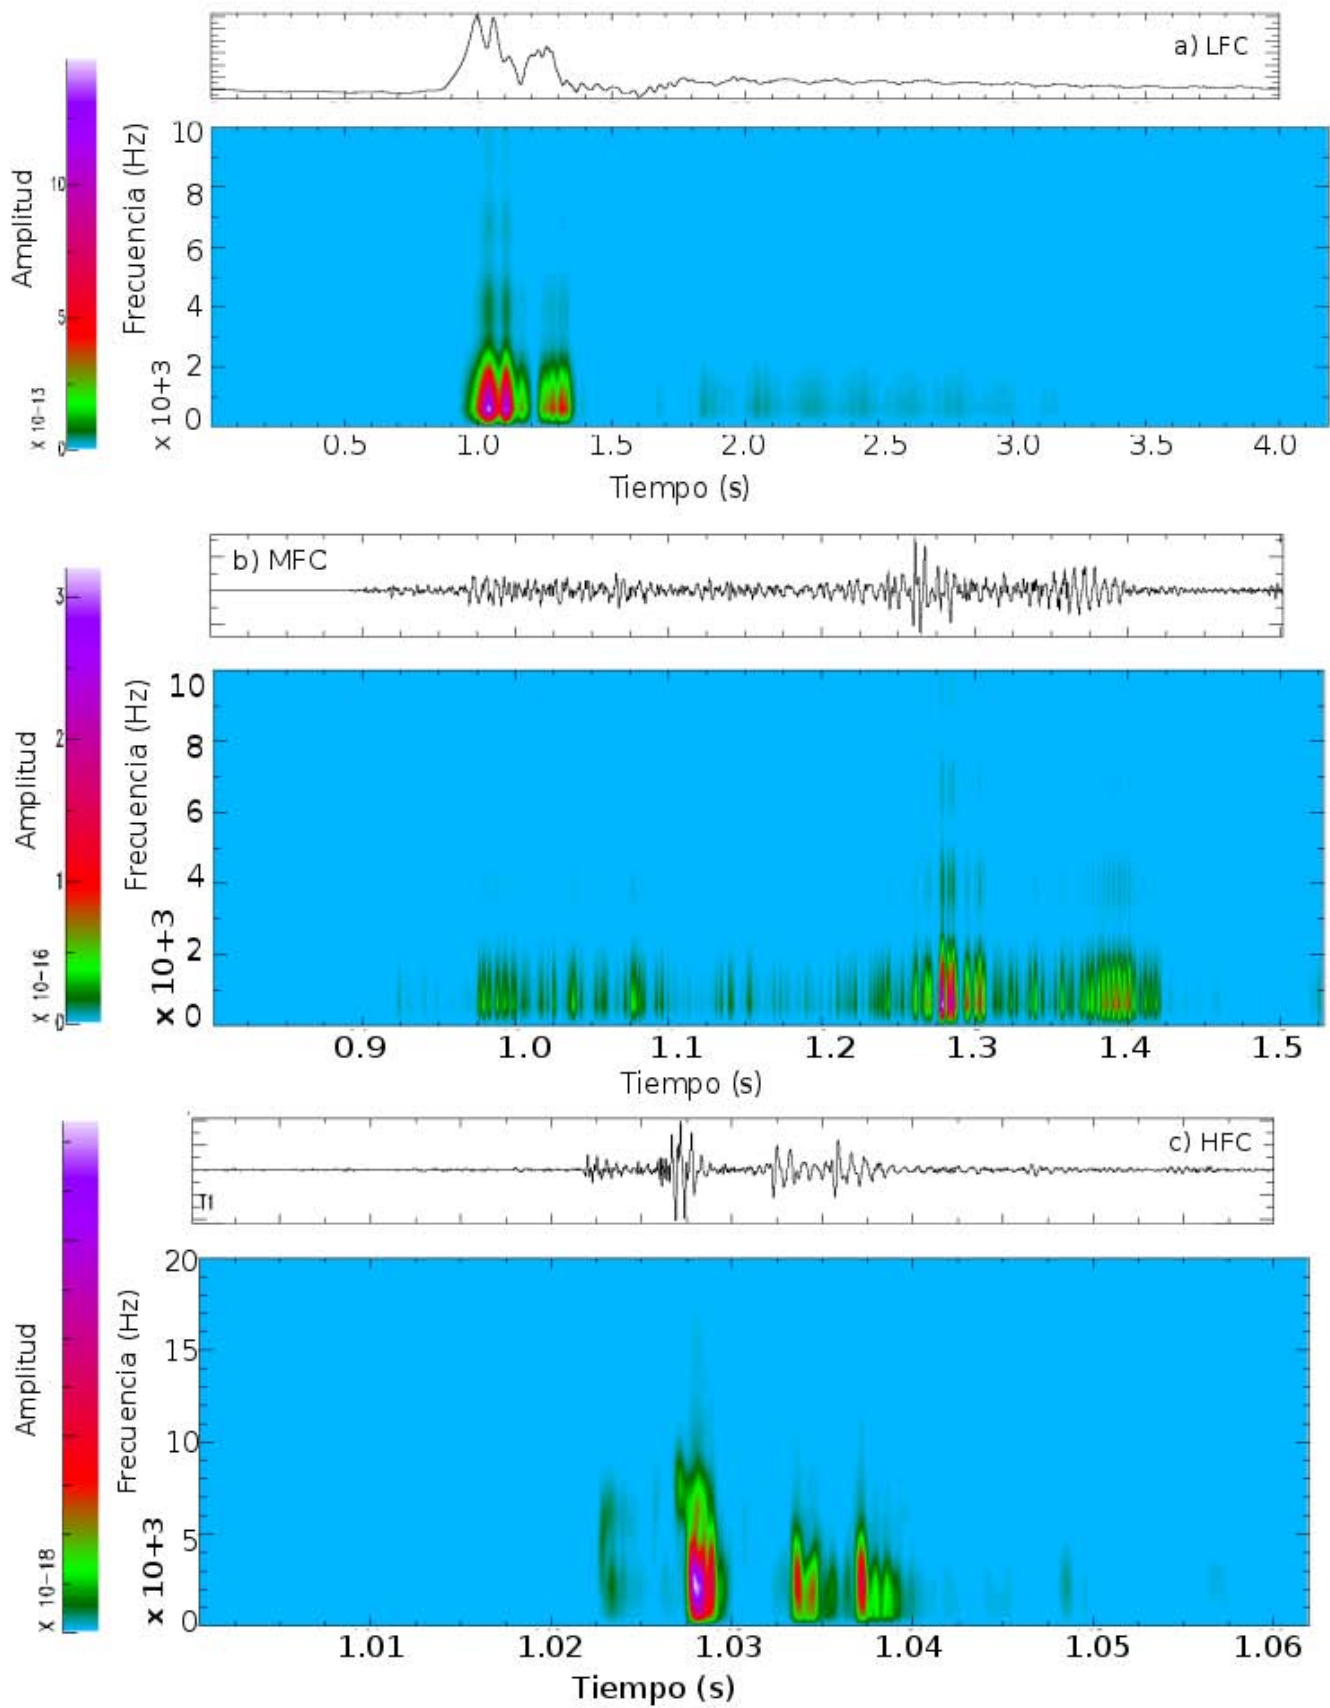 a) LFC
Amplitud
x 10-13
10
5
0
Frecuencia (Hz)
x 10+3
10
8
6
4
2
0
0.5 1.0 1.5 2.0 2.5 3.0 3.5 4.0
Tiempo (s)
b) MFC
Amplitud
x 10-16
3
2
1
0
Frecuencia (Hz)
x 10+3
10
8
6
4
2
0
0.9 1.0 1.1 1.2 1.3 1.4 1.5
Tiempo (s)
c) HFC
T1
Amplitud
x 10-18
Frecuencia (Hz)
x 10+3
20
15
10
5
0
1.01 1.02 1.03 1.04 1.05 1.06
Tiempo (s)